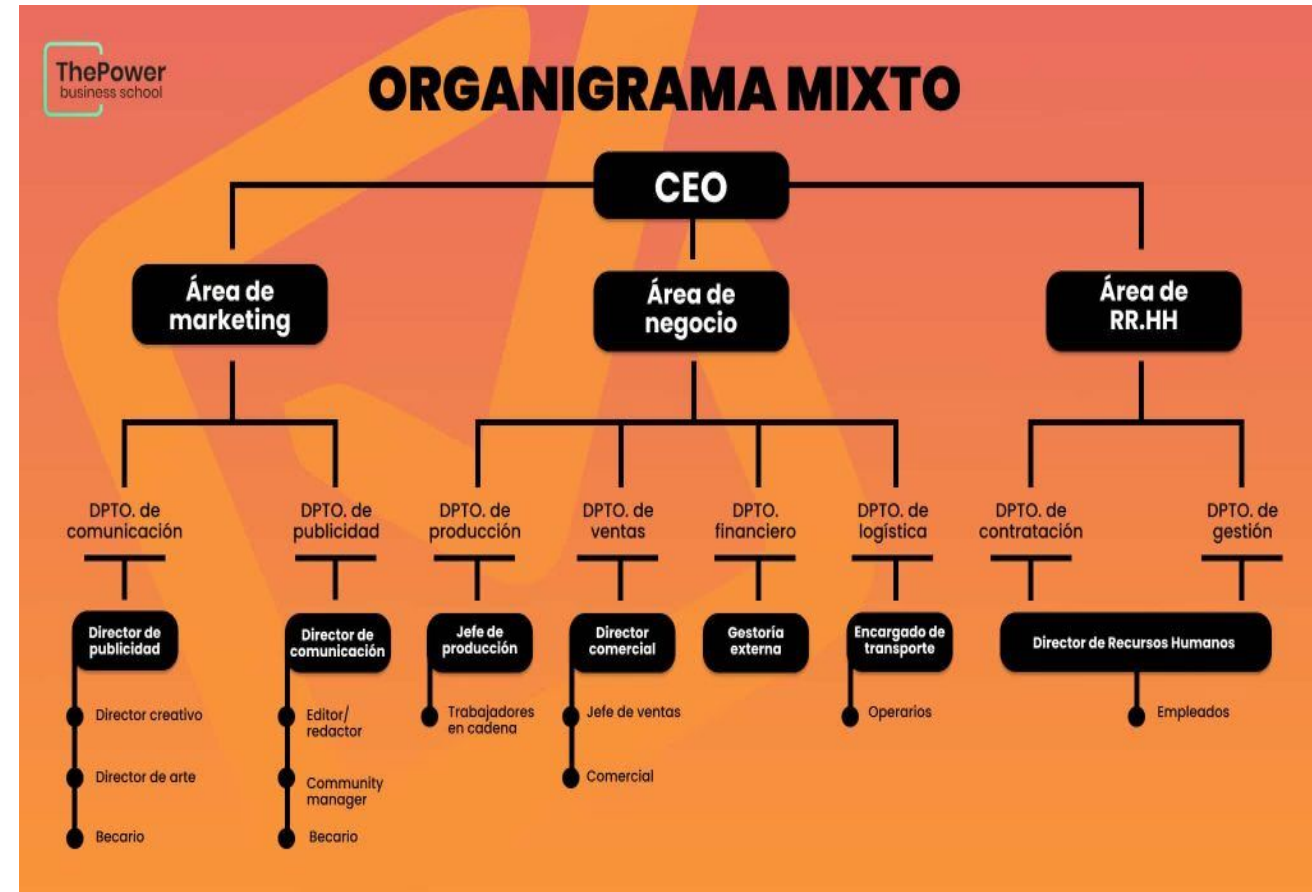 ThePower
business school
ORGANIGRAMA MIXTO
CEO
Área de
marketing
Área de
negocio
Área de
RR.HH
DPTO. de
comunicación
DPTO. de
publicidad
DPTO. de
producción
DPTO. de
ventas
DPTO.
financiero
DPTO. de
logística
DPTO. de
contratación
DPTO. de
gestión
Director de
publicidad
Director de
comunicación
Jefe de
producción
Director
comercial
Gestoría
externa
Encargado de
transporte
Director de Recursos Humanos
Director creativo
Director de arte
Becario
Editor/
redactor
Community
manager
Becario
Trabajadores
en cadena
Jefe de ventas
Comercial
Operarios
Empleados